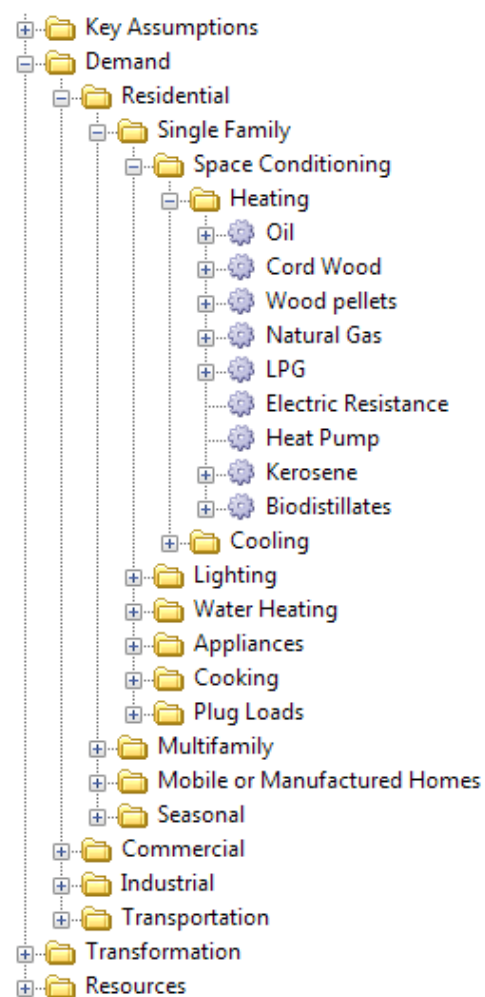 Key Assumptions
Demand
Residential
Single Family
Space Conditioning
Heating
Oil
Cord Wood
Wood pellets
Natural Gas
LPG
Electric Resistance
Heat Pump
Kerosene
Biodistillates
Cooling
Lighting
Water Heating
Appliances
Cooking
Plug Loads
Multifamily
Mobile or Manufactured Homes
Seasonal
Commercial
Industrial
Transportation
Transformation
Resources